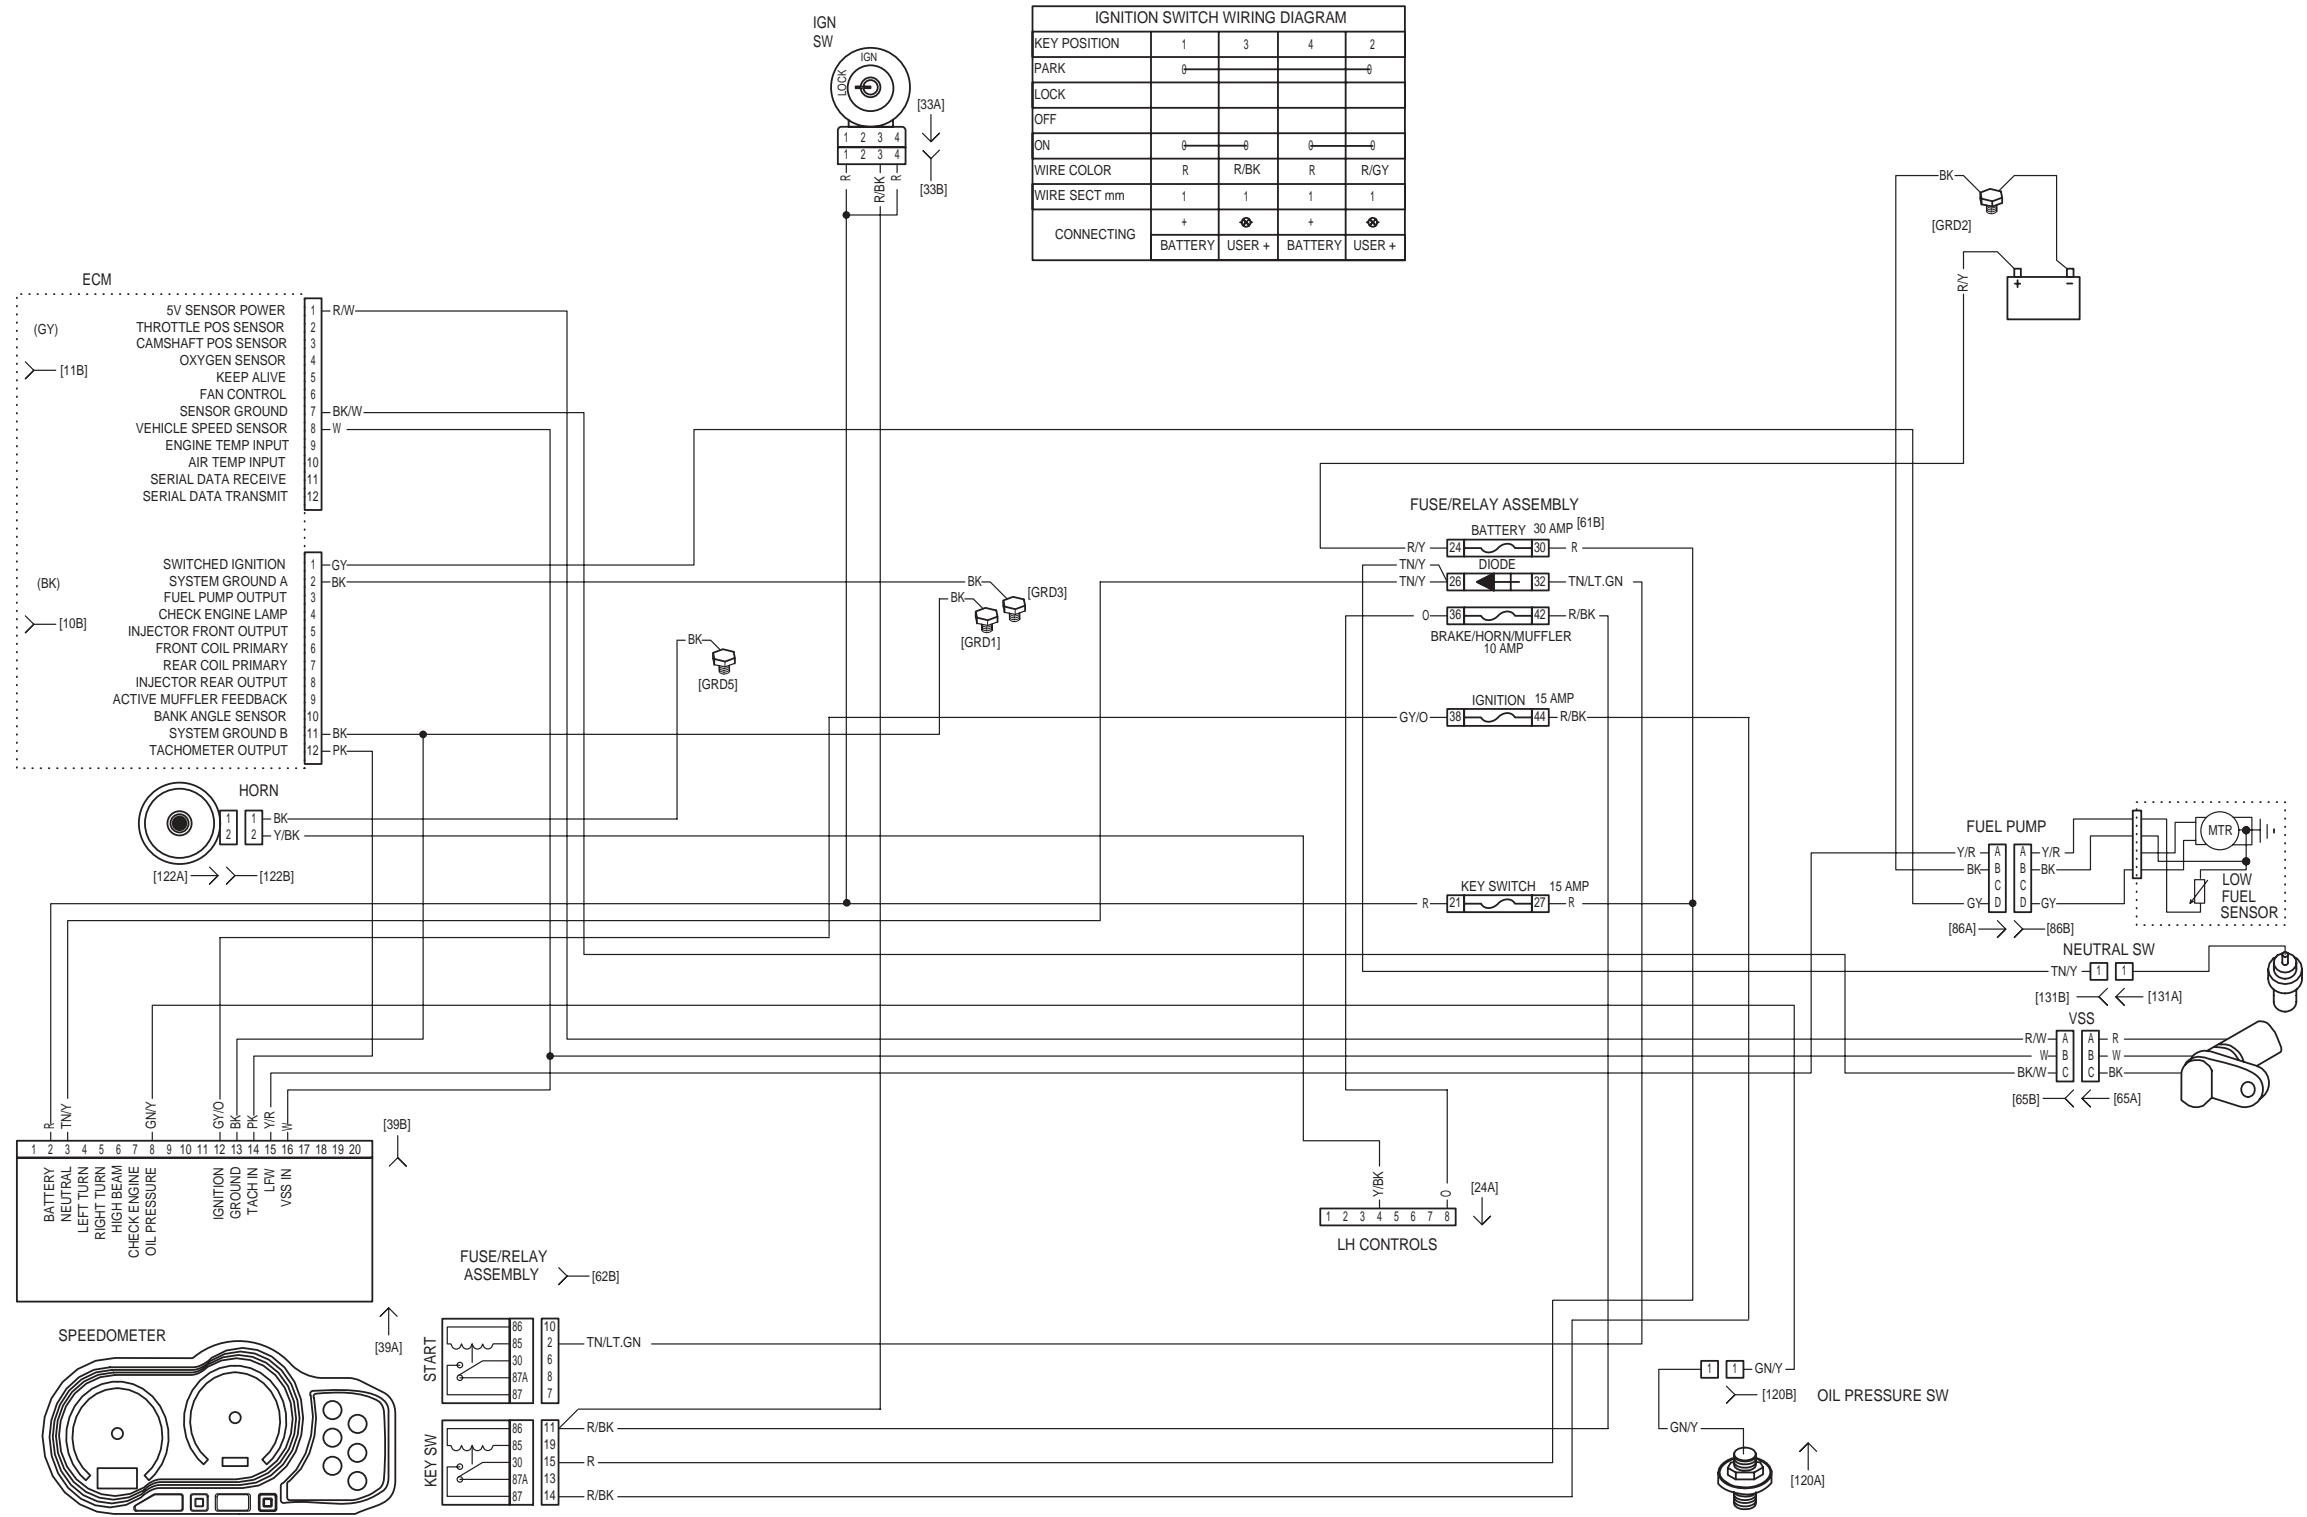 IGN
SW
IGN
LOCK
1 2 3 4
1 2 3 4
R
R/BK
R
[33A]
[33B]
IGNITION SWITCH WIRING DIAGRAM
KEY POSITION 1 3 4 2
PARK 0 0
LOCK
OFF
ON 0 0 0 0
WIRE COLOR R R/BK R R/GY
WIRE SECT mm 1 1 1 1
CONNECTING + +
BATTERY USER + BATTERY USER +
BK
[GRD2]
R/Y
+ −
ECM
(GY)
[11B]
5V SENSOR POWER 1 R/W
THROTTLE POS SENSOR 2
CAMSHAFT POS SENSOR 3
OXYGEN SENSOR 4
KEEP ALIVE 5
FAN CONTROL 6
SENSOR GROUND 7 BK/W
VEHICLE SPEED SENSOR 8 W
ENGINE TEMP INPUT 9
AIR TEMP INPUT 10
SERIAL DATA RECEIVE 11
SERIAL DATA TRANSMIT 12
(BK)
[10B]
SWITCHED IGNITION 1 GY
SYSTEM GROUND A 2 BK
FUEL PUMP OUTPUT 3
CHECK ENGINE LAMP 4
INJECTOR FRONT OUTPUT 5
FRONT COIL PRIMARY 6
REAR COIL PRIMARY 7
INJECTOR REAR OUTPUT 8
ACTIVE MUFFLER FEEDBACK 9
BANK ANGLE SENSOR 10
SYSTEM GROUND B 11 BK
TACHOMETER OUTPUT 12 PK
BK
[GRD3]
BK
[GRD1]
BK
[GRD5]
FUSE/RELAY ASSEMBLY
BATTERY 30 AMP [61B]
R/Y 24 30 R
TN/Y DIODE
TN/Y 26 32 TN/LT.GN
O 36 42 R/BK
BRAKE/HORN/MUFFLER
10 AMP
IGNITION 15 AMP
GY/O 38 44 R/BK
KEY SWITCH 15 AMP
R 21 27 R
HORN
1 1 BK
2 2 Y/BK
[122A] [122B]
FUEL PUMP
Y/R A A Y/R
BK B B BK
C C
GY D D GY
[86A] [86B]
MTR
LOW
FUEL
SENSOR
NEUTRAL SW
TN/Y 1 1
[131B] [131A]
VSS
R/W A A R
W B B W
BK/W C C BK
[65B] [65A]
R
TN/Y
GN/Y
GY/O
BK
PK
Y/R
W
[39B]
1 2 3 4 5 6 7 8 9 10 11 12 13 14 15 16 17 18 19 20
BATTERY
NEUTRAL
LEFT TURN
RIGHT TURN
HIGH BEAM
CHECK ENGINE
OIL PRESSURE
IGNITION
GROUND
TACH IN
LFW
VSS IN
[39A]
SPEEDOMETER
Y/BK
O
[24A]
1 2 3 4 5 6 7 8
LH CONTROLS
FUSE/RELAY
ASSEMBLY [62B]
START
86 10
85 2 TN/LT.GN
30 6
87A 8
87 7
KEY SW
86 11 R/BK
85 19
30 15 R
87A 13
87 14 R/BK
1 1 GN/Y
[120B] OIL PRESSURE SW
GN/Y
[120A]